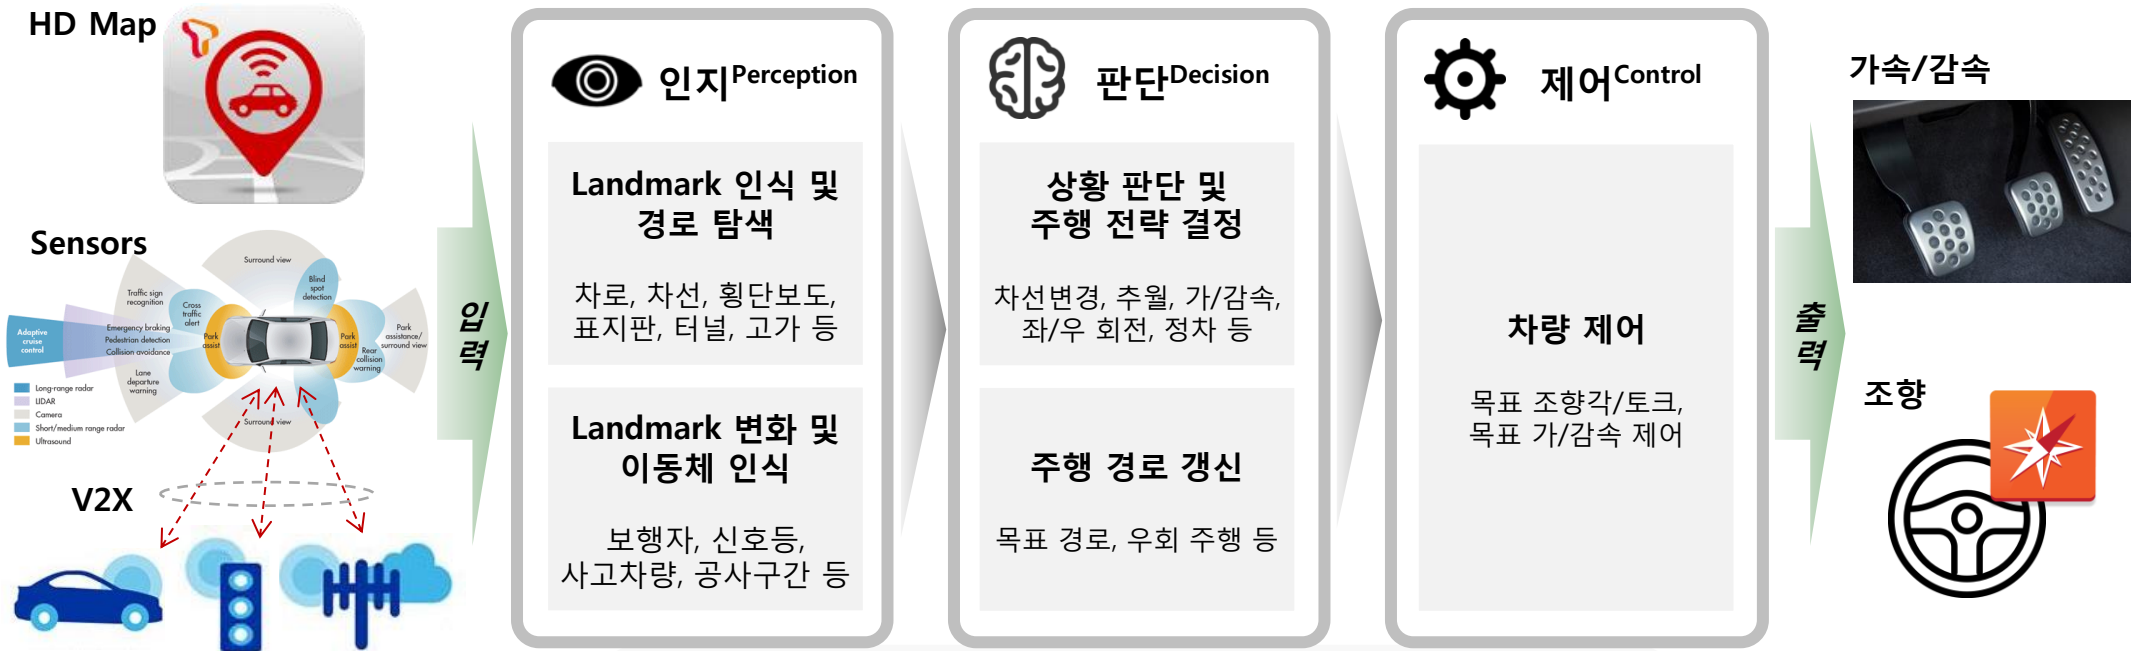 HD Map
Sensors
Surround view
Blind
spot
detection
Traffic sign
recognition
Cross
traffic
alert
Adaptive
cruise
control
Emergency braking
Pedestrian detection
Collision avoidance
Park
assist
Park
assist
Park
assistance/
surround view
Rear
collision
warning
Lane
departure
warning
Surround view
Long-range radar
LIDAR
Camera
Short/medium range radar
Ultrasound
V2X
입
력
인지Perception
Landmark 인식 및
경로 탐색
차로, 차선, 횡단보도,
표지판, 터널, 고가 등
Landmark 변화 및
이동체 인식
보행자, 신호등,
사고차량, 공사구간 등
판단Decision
상황 판단 및
주행 전략 결정
차선변경, 추월, 가/감속,
좌/우 회전, 정차 등
주행 경로 갱신
목표 경로, 우회 주행 등
제어Control
차량 제어
목표 조향각/토크,
목표 가/감속 제어
출
력
가속/감속
조향